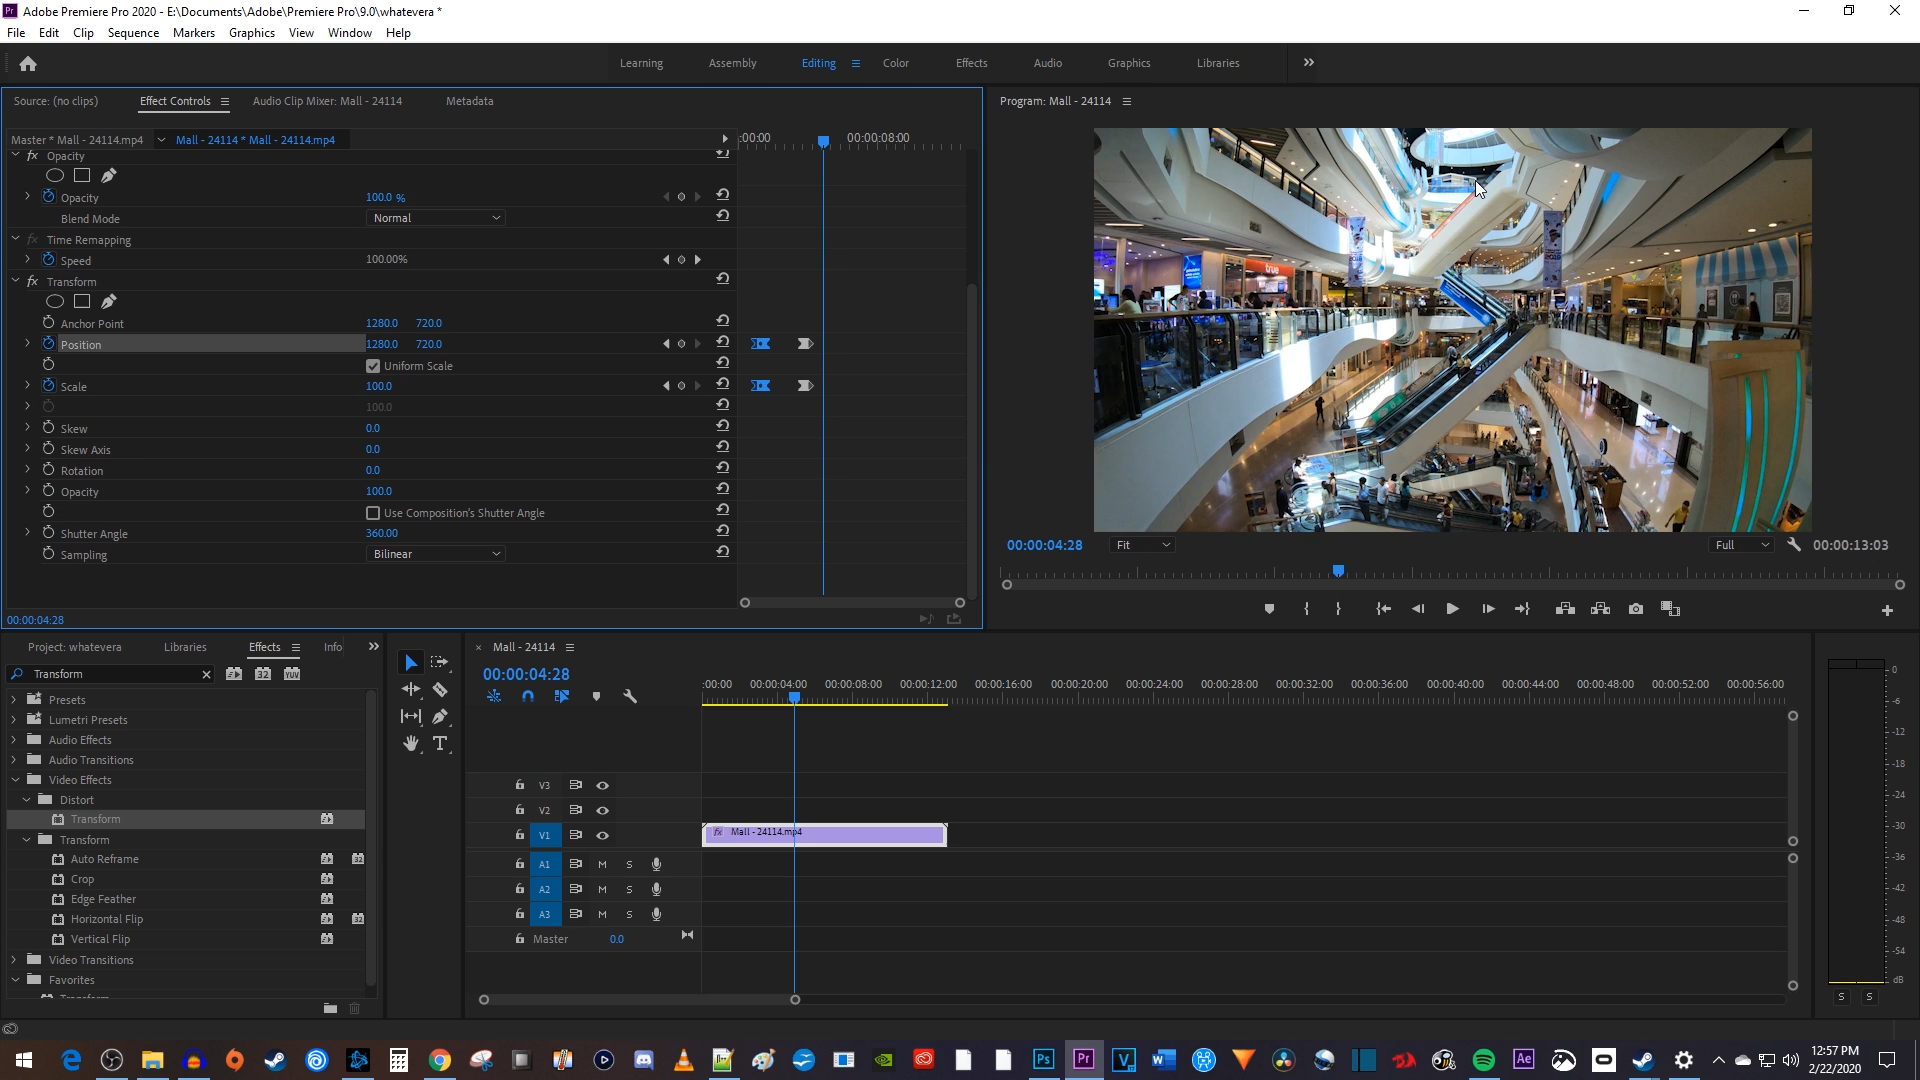 Adobe Premiere Pro 2020 - E:\Documents\Adobe\Premiere Pro\9.0\whatevera *
File Edit Clip Sequence Markers Graphics View Window Help
Learning Assembly Editing Color Effects Audio Graphics Libraries
Source: (no clips) Effect Controls Audio Clip Mixer: Mall - 24114 Metadata
Program: Mall - 24114
Master * Mall - 24114.mp4 Mall - 24114 * Mall - 24114.mp4
:00:00 00:00:08:00
fx Opacity
Opacity 100.0 %
Blend Mode Normal
fx Time Remapping
Speed 100.00%
fx Transform
Anchor Point 1280.0 720.0
Position 1280.0 720.0
Uniform Scale
Scale 100.0
100.0
Skew 0.0
Skew Axis 0.0
Rotation 0.0
Opacity 100.0
Use Composition's Shutter Angle
Shutter Angle 360.00
Sampling Bilinear
00:00:04:28
true
00:00:04:28 Fit Full 00:00:13:03
Project: whatevera Libraries Effects Info
Transform
32 YUV
Presets
Lumetri Presets
Audio Effects
Audio Transitions
Video Effects
Distort
Transform
Transform
Auto Reframe 32
Crop
Edge Feather
Horizontal Flip 32
Vertical Flip
Video Transitions
Favorites
Transform
× Mall - 24114
00:00:04:28
:00:00 00:00:04:00 00:00:08:00 00:00:12:00 00:00:16:00 00:00:20:00 00:00:24:00 00:00:28:00 00:00:32:00 00:00:36:00 00:00:40:00 00:00:44:00 00:00:48:00 00:00:52:00 00:00:56:00
V3
V2
V1 fx Mall - 24114.mp4
A1 M S
A2 M S
A3 M S
Master 0.0
0
-6
-12
-18
-24
-30
-36
-42
-48
-54
dB
S S
Ps Pr V Ae
12:57 PM
2/22/2020